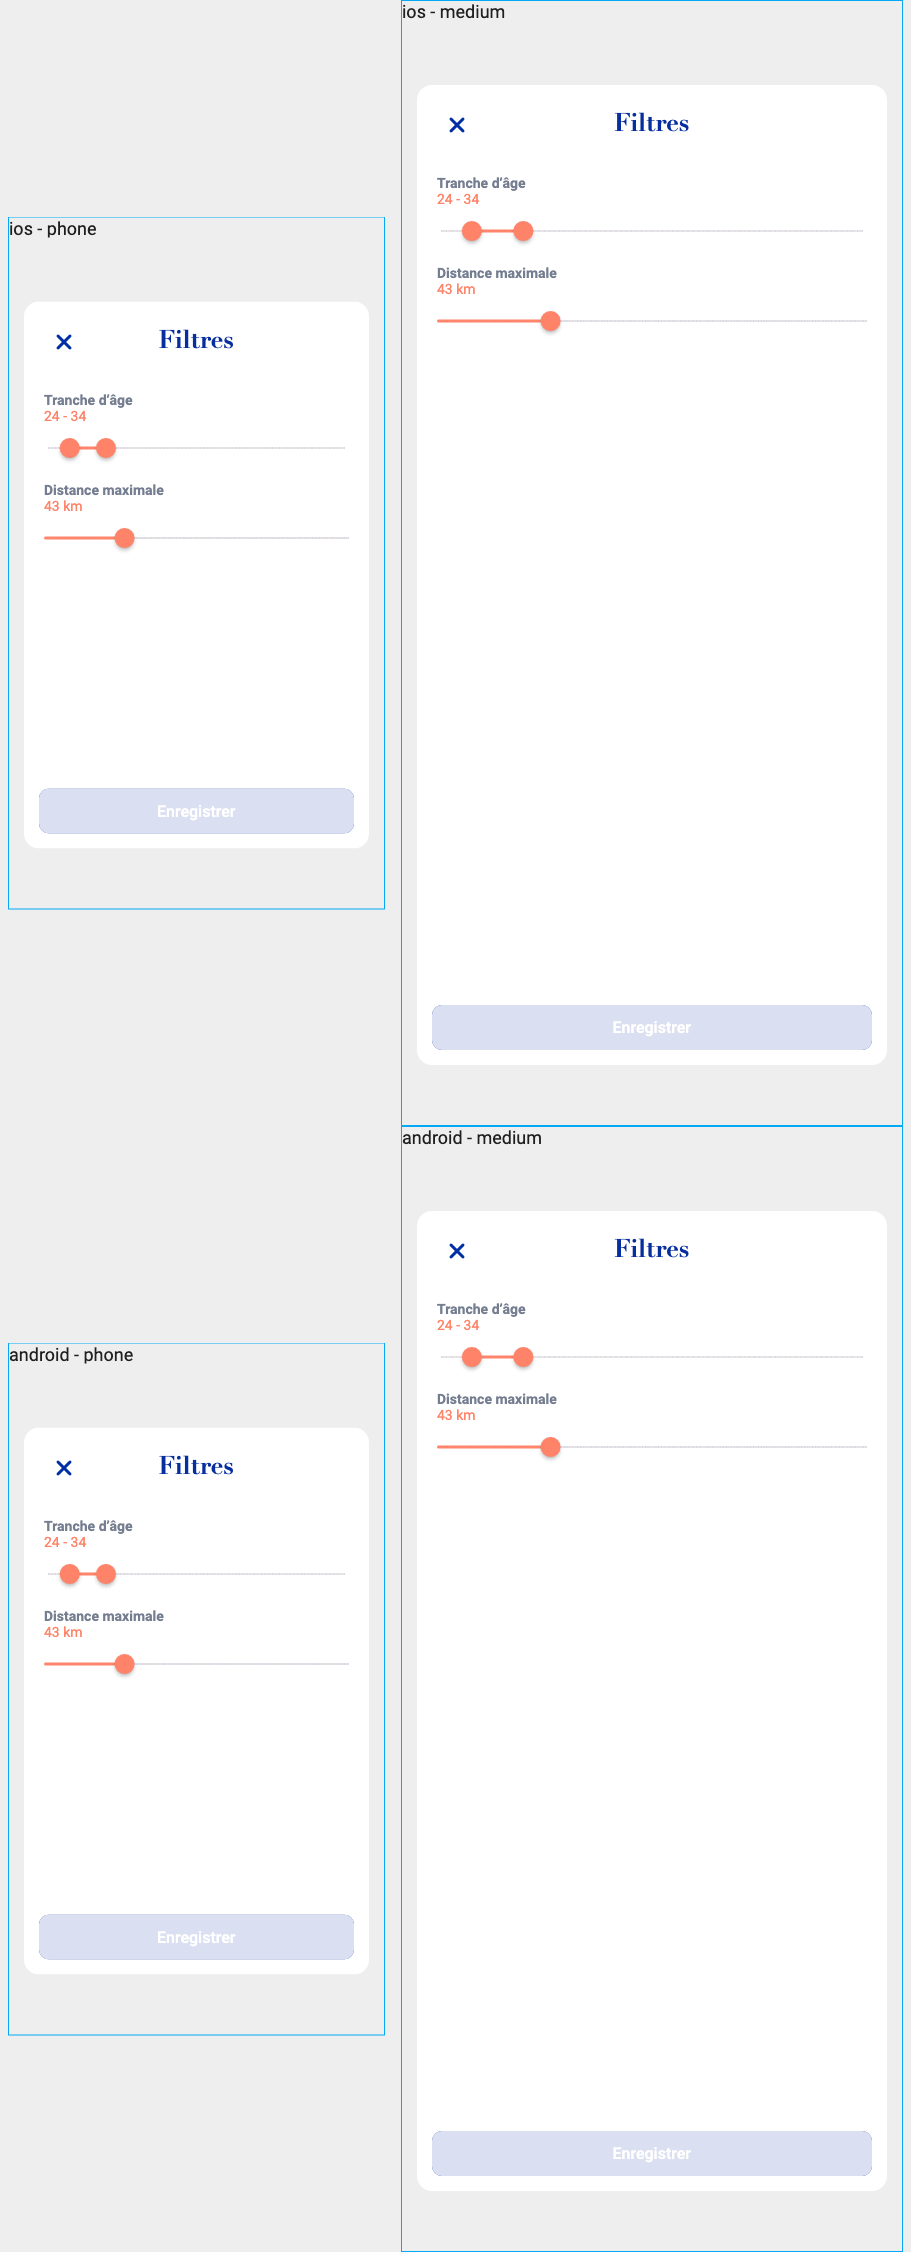 ios - medium
Filtres
Tranche d'âge
24 - 34
Distance maximale
43 km
Enregistrer
ios - phone
Filtres
Tranche d'âge
24 - 34
Distance maximale
43 km
Enregistrer
android - medium
Filtres
Tranche d'âge
24 - 34
Distance maximale
43 km
Enregistrer
android - phone
Filtres
Tranche d'âge
24 - 34
Distance maximale
43 km
Enregistrer